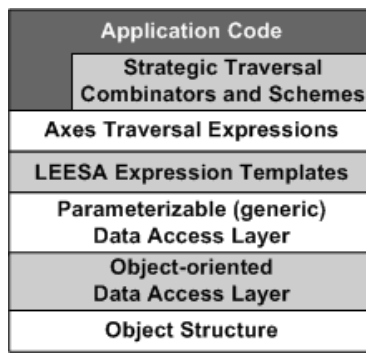 Application Code
Strategic Traversal
Combinators and Schemes
Axes Traversal Expressions
LEESA Expression Templates
Parameterizable (generic)
Data Access Layer
Object-oriented
Data Access Layer
Object Structure